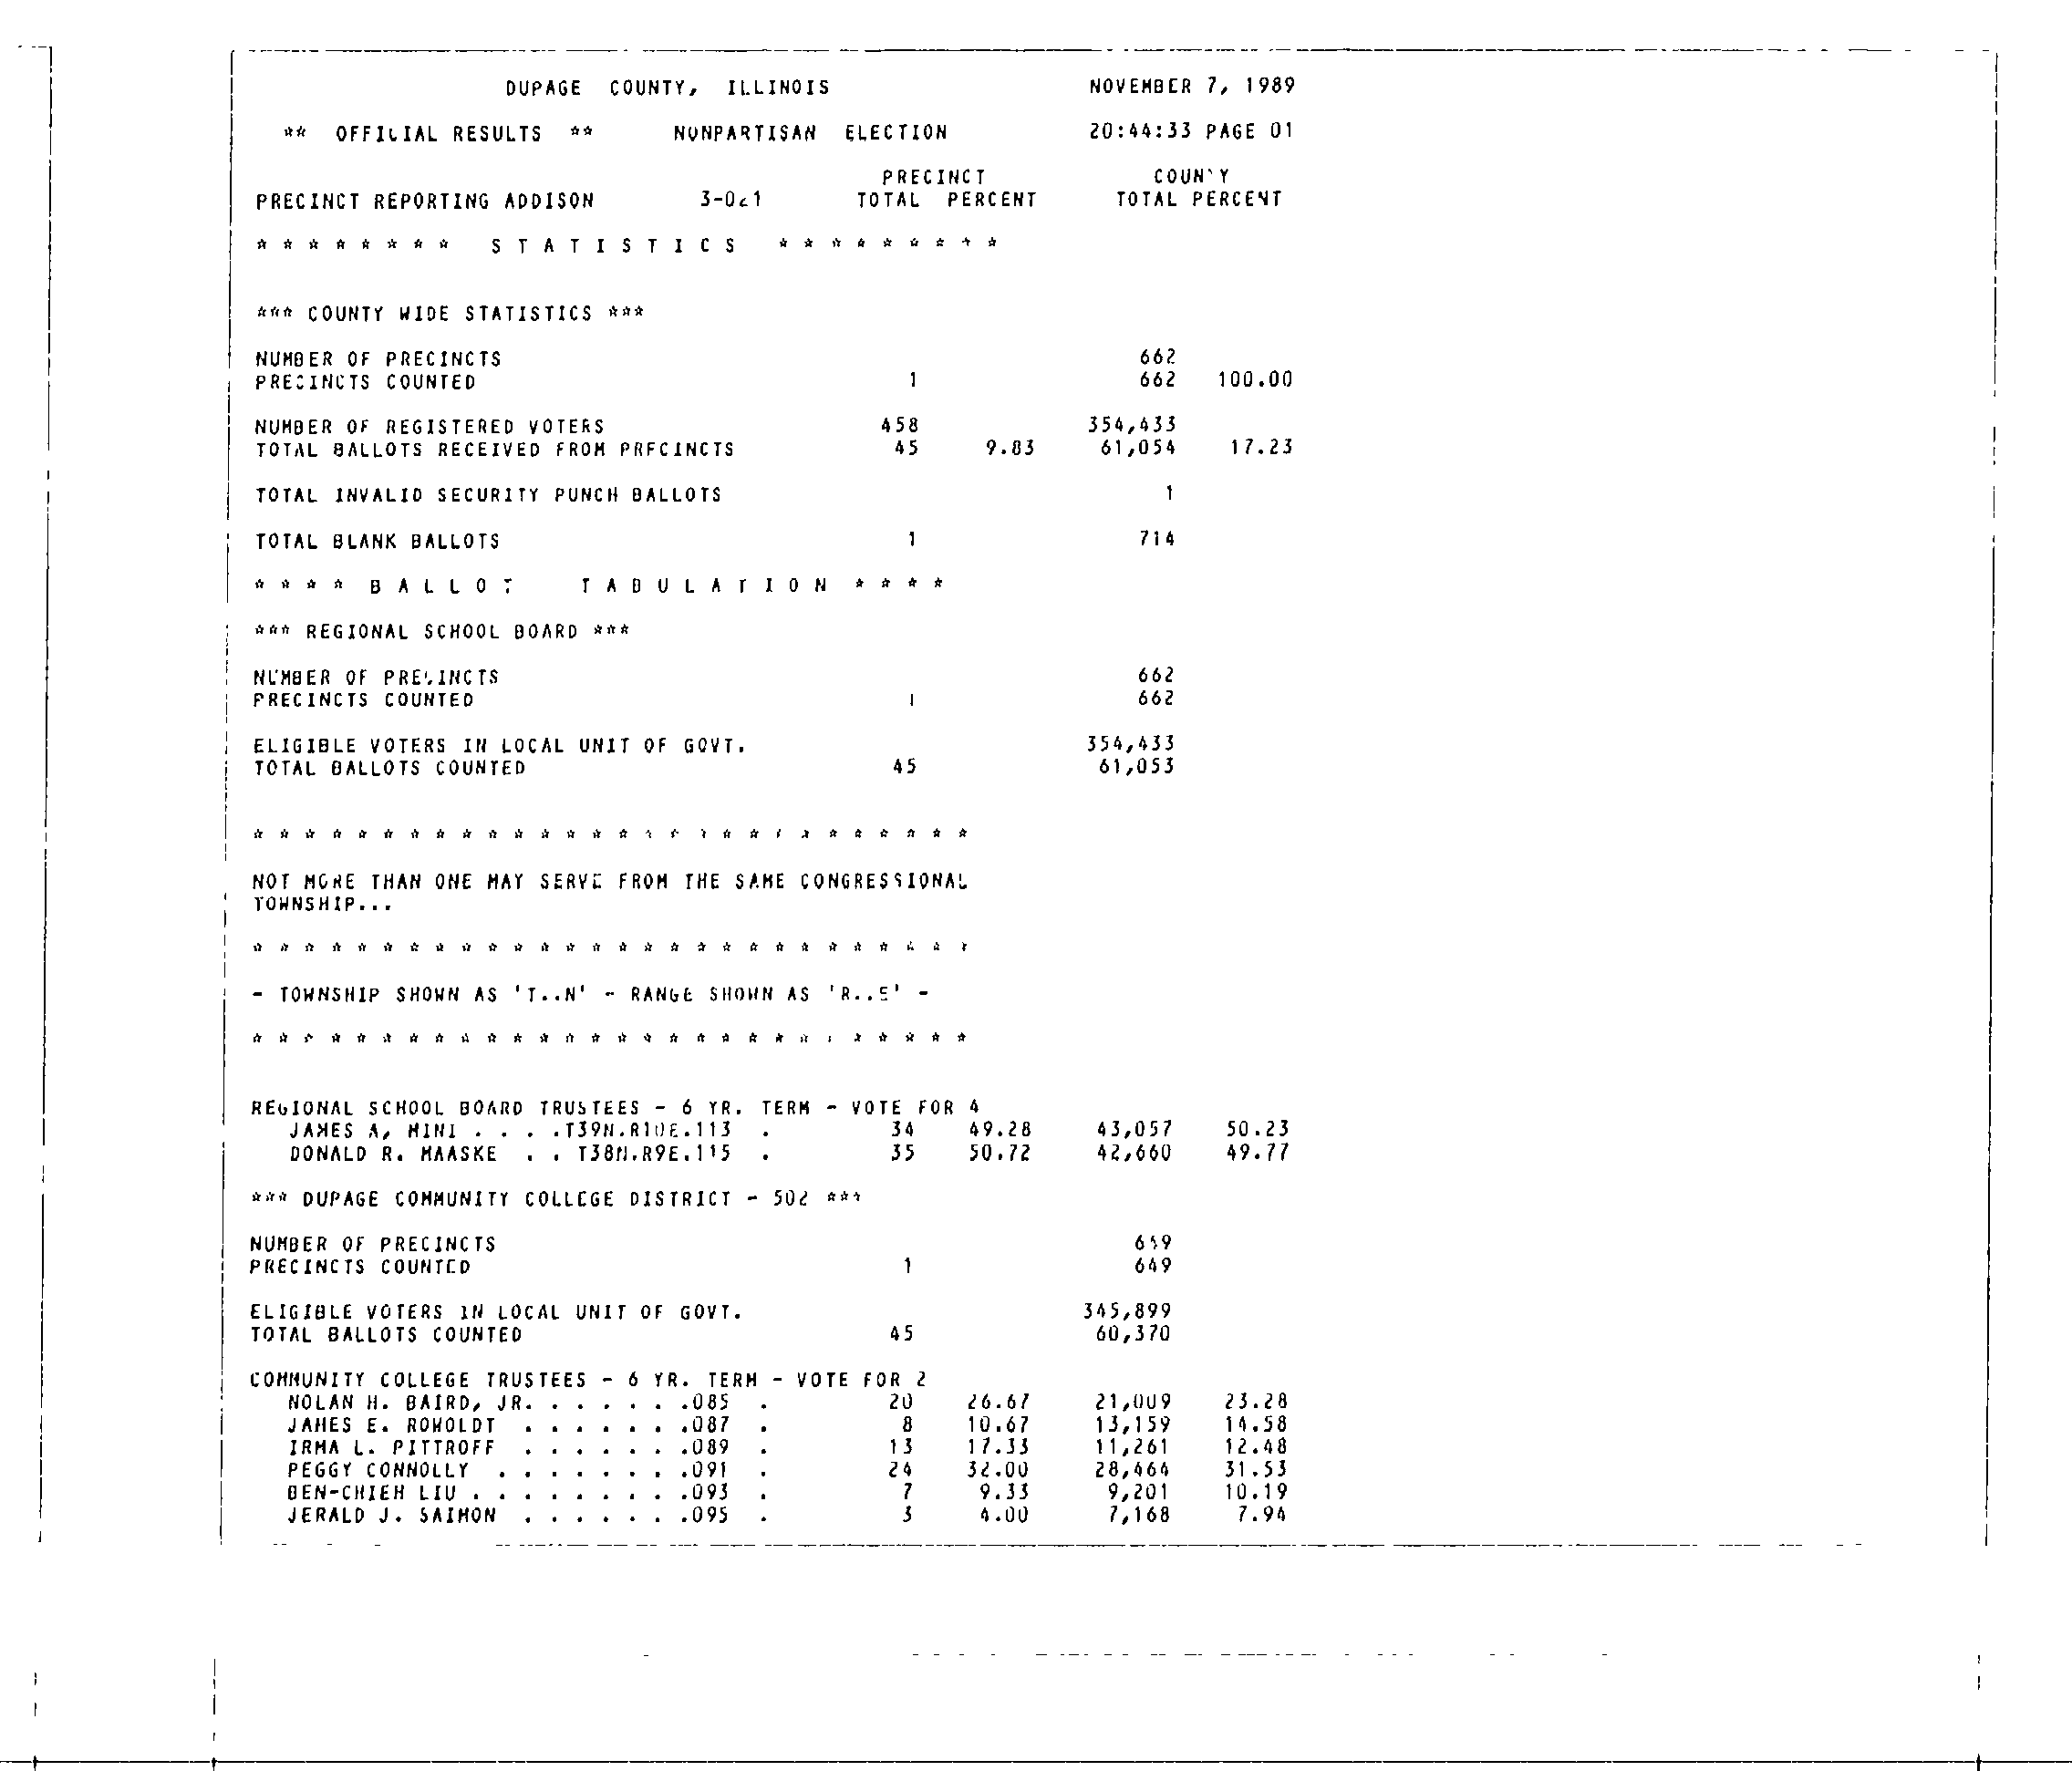 DUPAGE COUNTY, ILLINOIS NOVEMBER 7, 1989
** OFFICIAL RESULTS ** NONPARTISAN ELECTION 20:44:33 PAGE 01
PRECINCT COUNTY
PRECINCT REPORTING ADDISON TOTAL PERCENT TOTAL PERCENT
* * * * * * * * S T A T I S T I C S * * * * * * * * *
*** COUNTY WIDE STATISTICS ***
NUMBER OF PRECINCTS 662
PRECINCTS COUNTED 1 662 100.00
NUMBER OF REGISTERED VOTERS 458 354,433
TOTAL BALLOTS RECEIVED FROM PRECINCTS 45 9.83 61,054 17.23
TOTAL INVALID SECURITY PUNCH BALLOTS 1
TOTAL BLANK BALLOTS 1 714
* * * * B A L L O T T A B U L A T I O N * * * *
*** REGIONAL SCHOOL BOARD ***
NUMBER OF PRECINCTS 662
PRECINCTS COUNTED 1 662
ELIGIBLE VOTERS IN LOCAL UNIT OF GOVT. 354,433
TOTAL BALLOTS COUNTED 45 61,053
* * * * * * * * * * * * * * * * * * * * * * * * * * * *
NOT MORE THAN ONE MAY SERVE FROM THE SAME CONGRESSIONAL
TOWNSHIP...
* * * * * * * * * * * * * * * * * * * * * * * * * * * *
- TOWNSHIP SHOWN AS 'T..N' - RANGE SHOWN AS 'R..E' -
* * * * * * * * * * * * * * * * * * * * * * * * * * * *
REGIONAL SCHOOL BOARD TRUSTEES - 6 YR. TERM - VOTE FOR 4
JAMES A, MINI . . . .T39N.R10E.113 . 34 49.28 43,057 50.23
DONALD R. MAASKE . . T38N.R9E.115 . 35 50.72 42,660 49.77
*** DUPAGE COMMUNITY COLLEGE DISTRICT - 502 ***
NUMBER OF PRECINCTS 649
PRECINCTS COUNTED 1 649
ELIGIBLE VOTERS IN LOCAL UNIT OF GOVT. 345,899
TOTAL BALLOTS COUNTED 45 60,370
COMMUNITY COLLEGE TRUSTEES - 6 YR. TERM - VOTE FOR 2
NOLAN H. BAIRD, JR. . . . . . .085 . 20 26.67 21,009 23.28
JAMES E. ROWOLDT . . . . . . .087 . 8 10.67 13,159 14.58
IRMA L. PITTROFF . . . . . . .089 . 13 17.33 11,261 12.48
PEGGY CONNOLLY . . . . . . . .091 . 24 32.00 28,464 31.53
BEN-CHIEH LIU . . . . . . . . .093 . 7 9.33 9,201 10.19
JERALD J. SAIMON . . . . . . .095 . 3 4.00 7,168 7.94